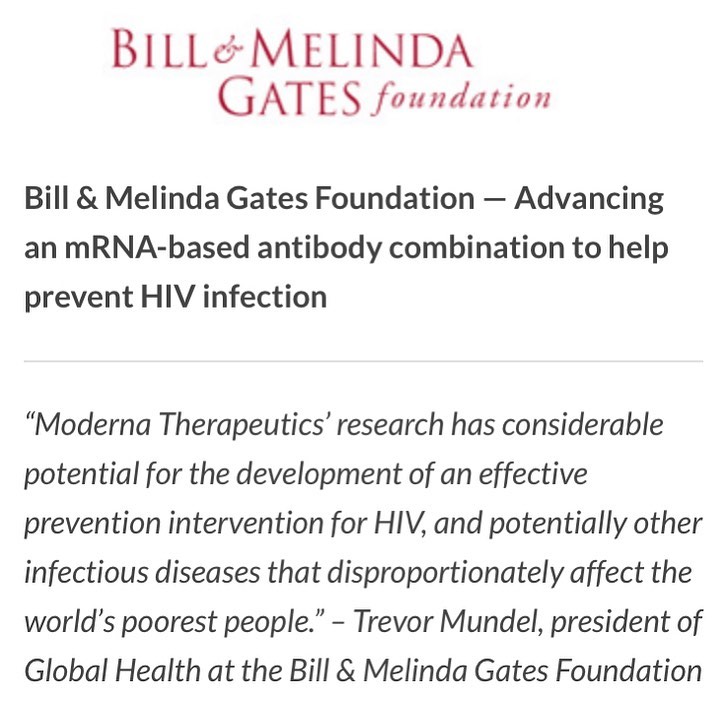 BILL & MELINDA
GATES foundation
Bill & Melinda Gates Foundation — Advancing
an mRNA-based antibody combination to help
prevent HIV infection
“Moderna Therapeutics’ research has considerable
potential for the development of an effective
prevention intervention for HIV, and potentially other
infectious diseases that disproportionately affect the
world’s poorest people.” – Trevor Mundel, president of
Global Health at the Bill & Melinda Gates Foundation